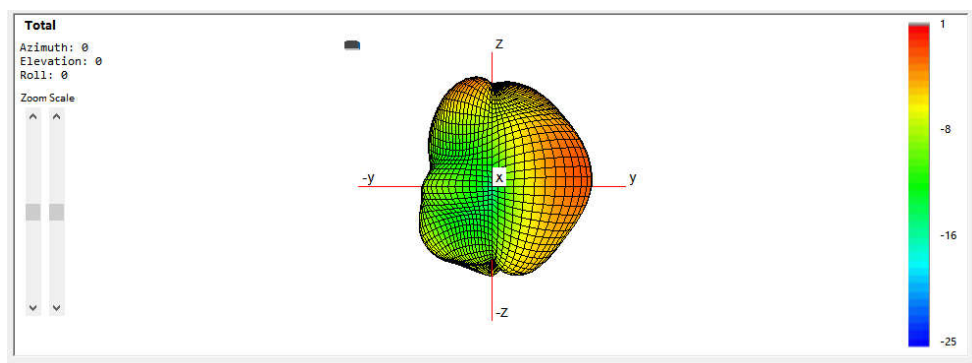 Total
Azimuth: 0
Elevation: 0
Roll: 0
Zoom Scale
Z
-y
x
y
-Z
1
-8
-16
-25